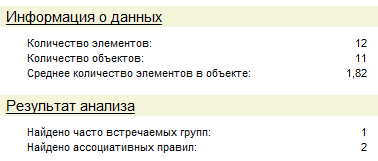 Информация о данных
Количество элементов: 12
Количество объектов: 11
Среднее количество элементов в объекте: 1,82
Результат анализа
Найдено часто встречаемых групп: 1
Найдено ассоциативных правил: 2